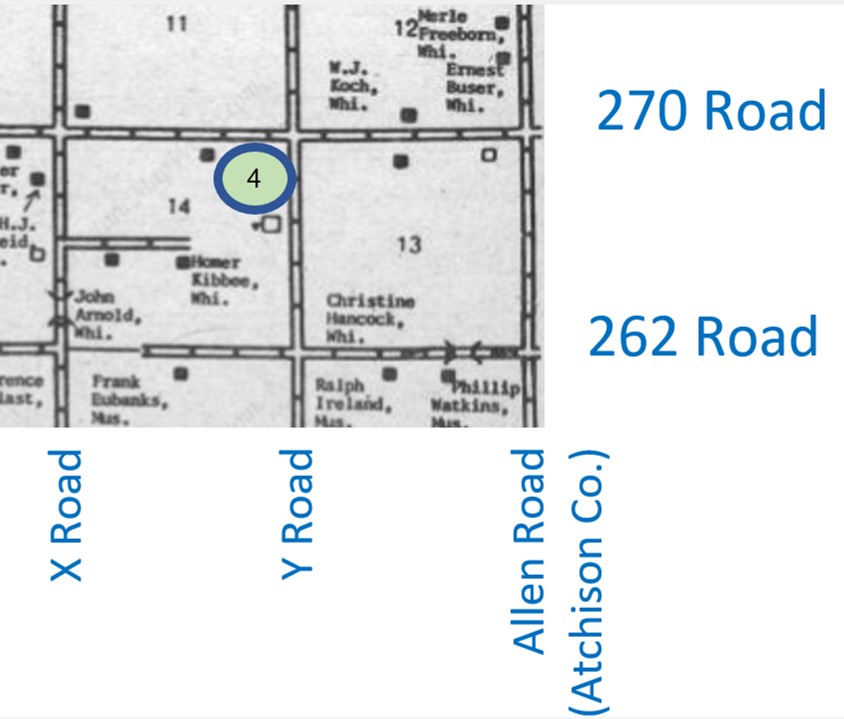 11
12
Merle
Freeborn,
Whi.
W.J.
Koch,
Whi.
Ernest
Buser,
Whi.
270 Road
4
er
r,
H.J.
eid,
14
13
Homer
Kibbee,
Whi.
John
Arnold,
Whi.
Christine
Hancock,
Whi.
262 Road
rence
last,
Frank
Eubanks,
Mus.
Ralph
Ireland,
Mus.
Phillip
Watkins,
Mus.
X Road
Y Road
Allen Road
(Atchison Co.)